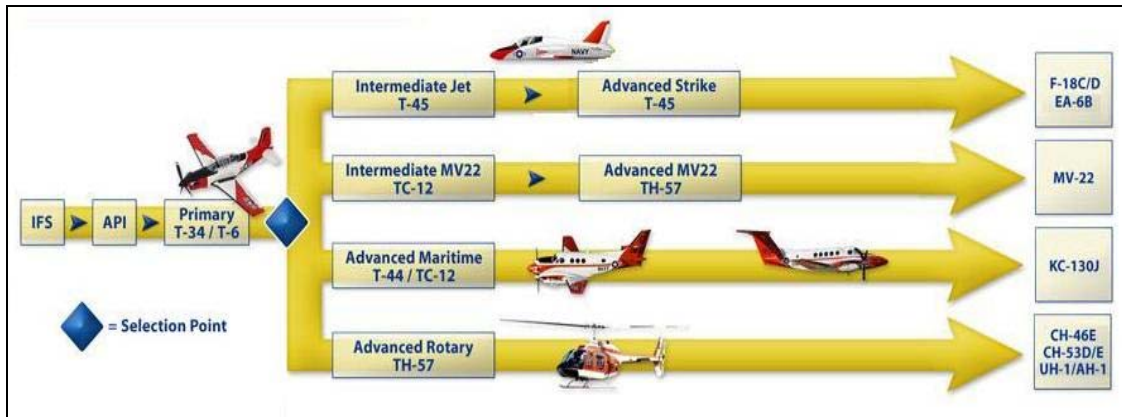 NAVY
Intermediate Jet
T-45
Advanced Strike
T-45
F-18C/D
EA-6B
Intermediate MV22
TC-12
Advanced MV22
TH-57
MV-22
IFS
API
Primary
T-34 / T-6
Advanced Maritime
T-44 / TC-12
KC-130J
= Selection Point
Advanced Rotary
TH-57
CH-46E
CH-53D/E
UH-1/AH-1